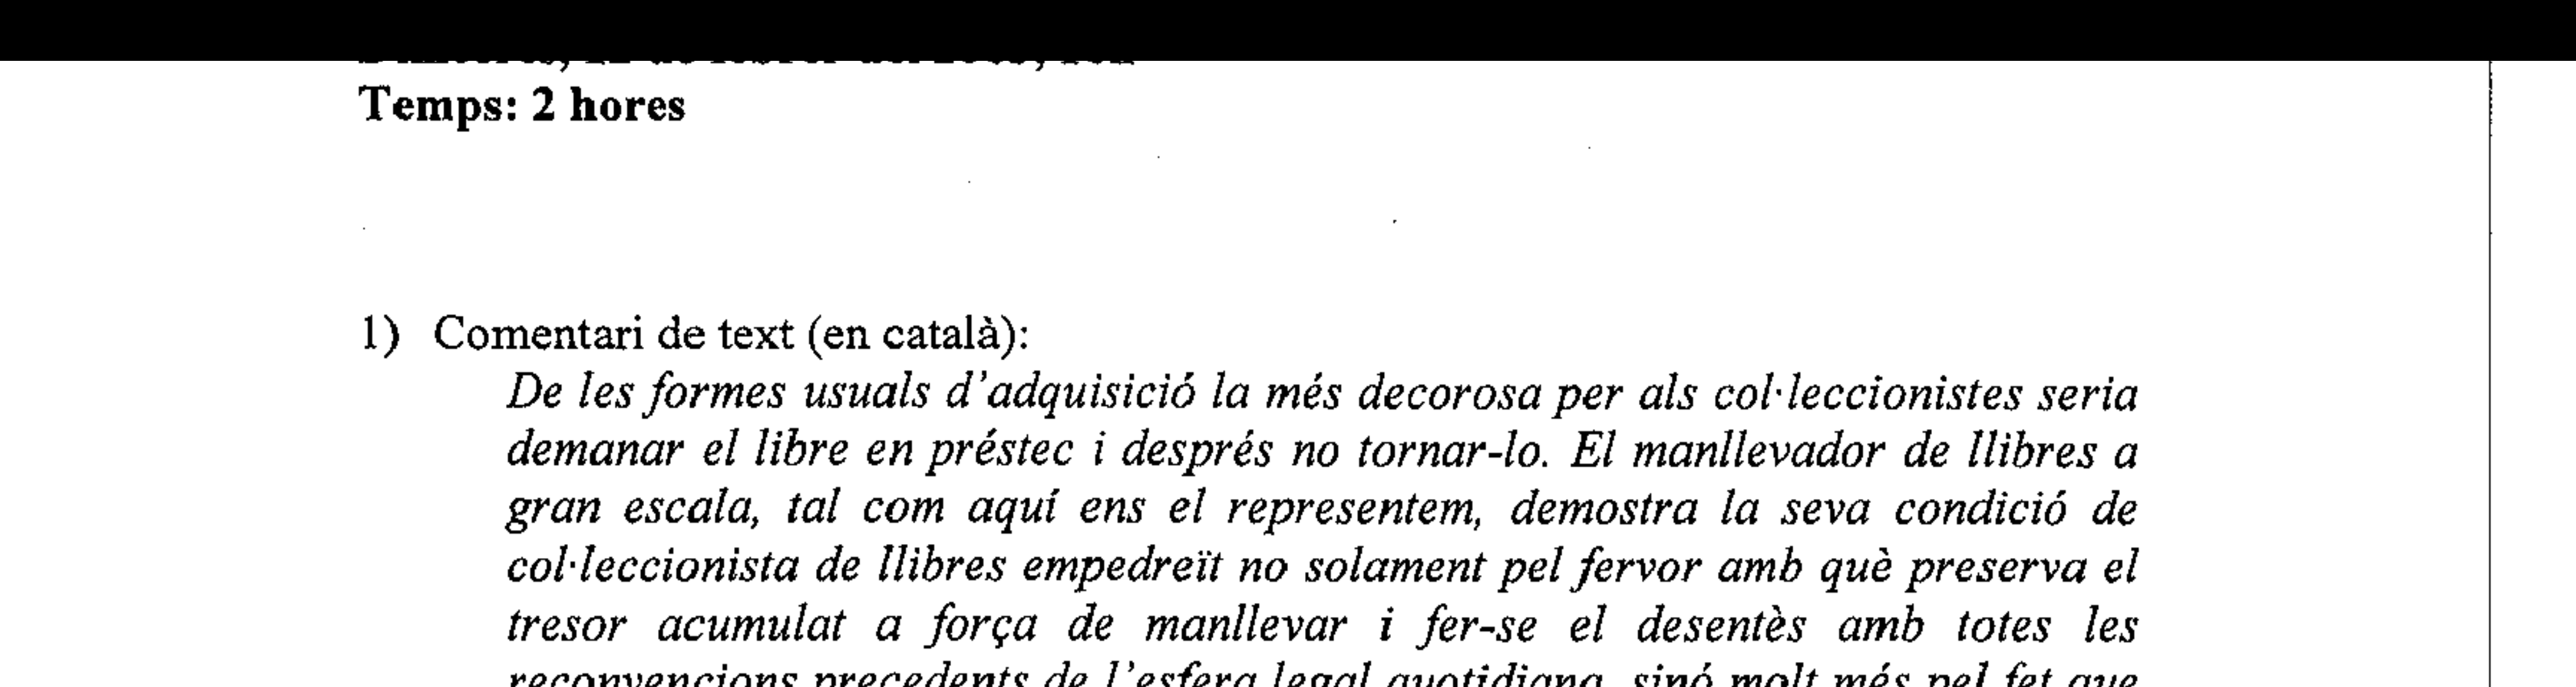 Temps: 2 hores
1) Comentari de text (en català):
De les formes usuals d'adquisició la més decorosa per als col·leccionistes seria
demanar el libre en préstec i després no tornar-lo. El manllevador de llibres a
gran escala, tal com aquí ens el representem, demostra la seva condició de
col·leccionista de llibres empedreït no solament pel fervor amb què preserva el
tresor acumulat a força de manllevar i fer-se el desentès amb totes les
reconvencions precedents de l'esfera legal quotidiana, sinó molt més pel fet que